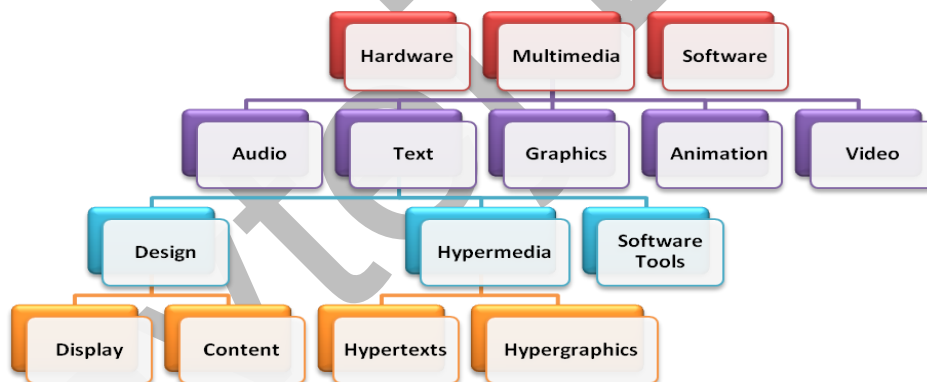 Hardware
Multimedia
Software
Audio
Text
Graphics
Animation
Video
Design
Hypermedia
Software
Tools
Display
Content
Hypertexts
Hypergraphics